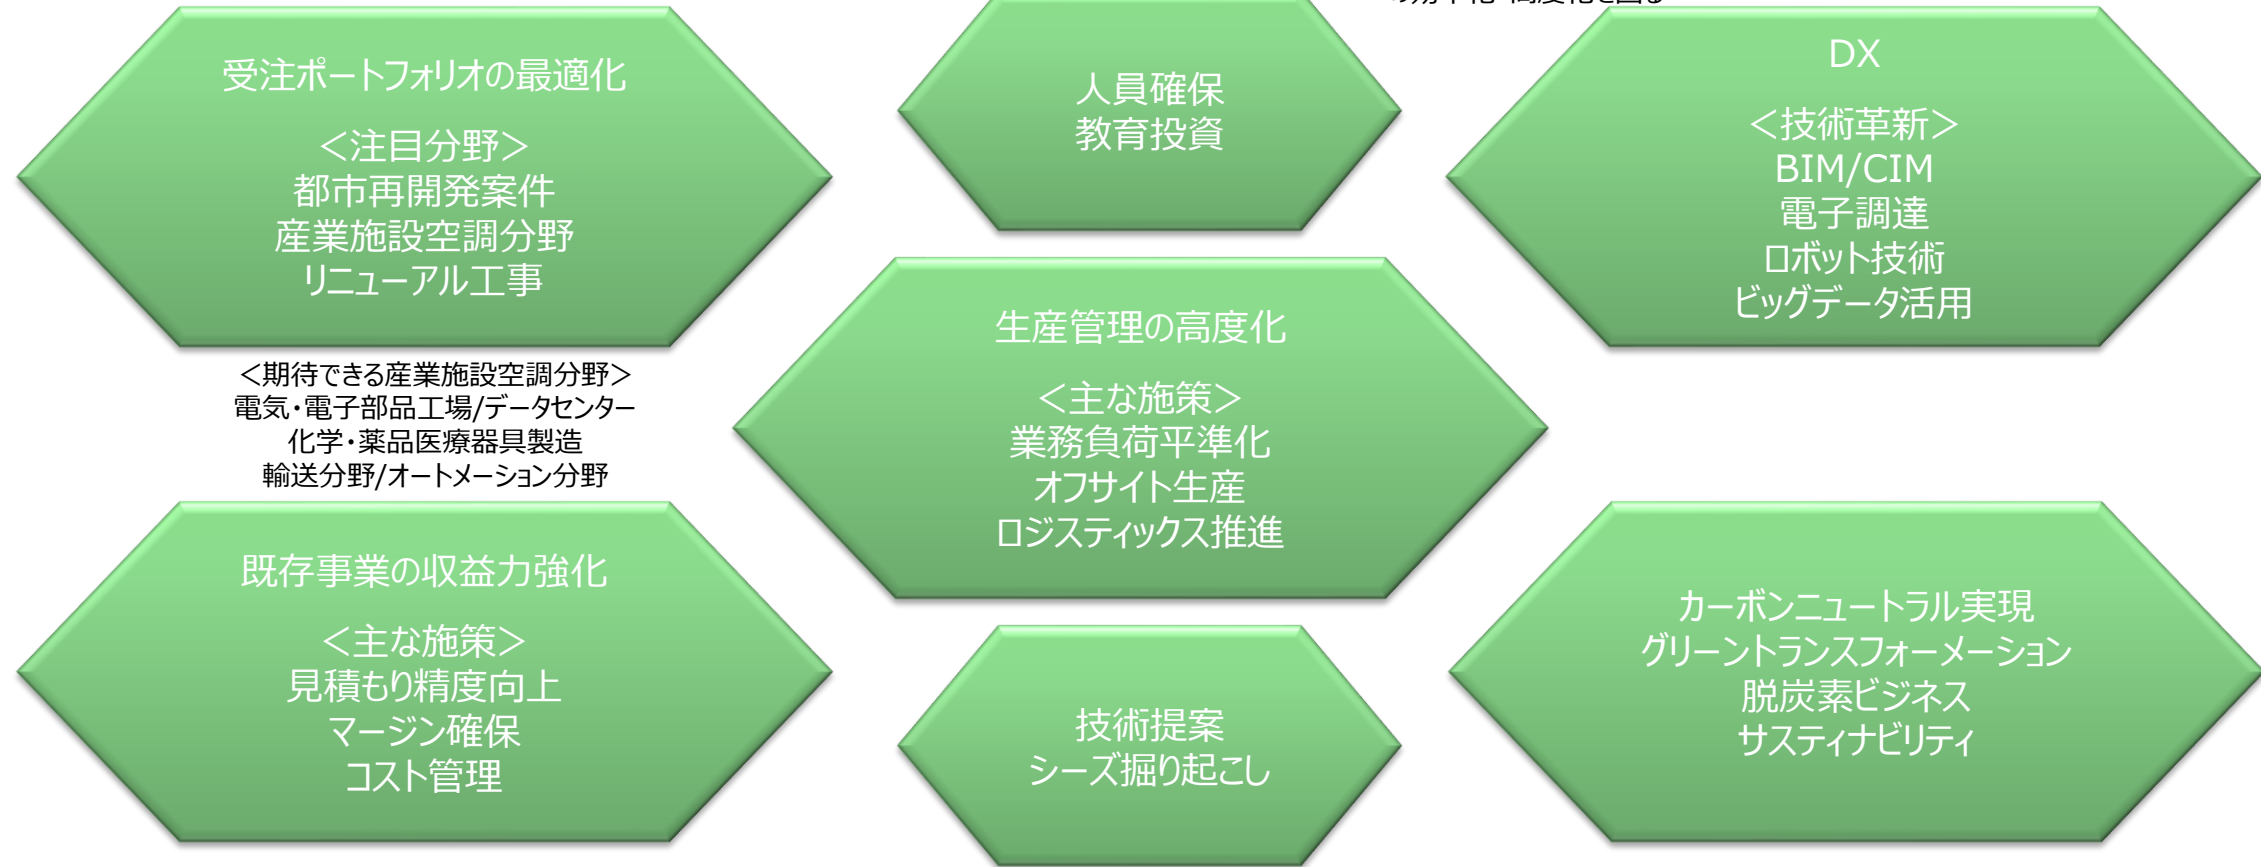 受注ポートフォリオの最適化
＜注目分野＞
都市再開発案件
産業施設空調分野
リニューアル工事
人員確保
教育投資
DX
＜技術革新＞
BIM/CIM
電子調達
ロボット技術
ビッグデータ活用
＜期待できる産業施設空調分野＞
電気・電子部品工場/データセンター
化学・薬品医療器具製造
輸送分野/オートメーション分野
生産管理の高度化
＜主な施策＞
業務負荷平準化
オフサイト生産
ロジスティックス推進
既存事業の収益力強化
＜主な施策＞
見積もり精度向上
マージン確保
コスト管理
技術提案
シーズ掘り起こし
カーボンニュートラル実現
グリーントランスフォーメーション
脱炭素ビジネス
サスティナビリティ